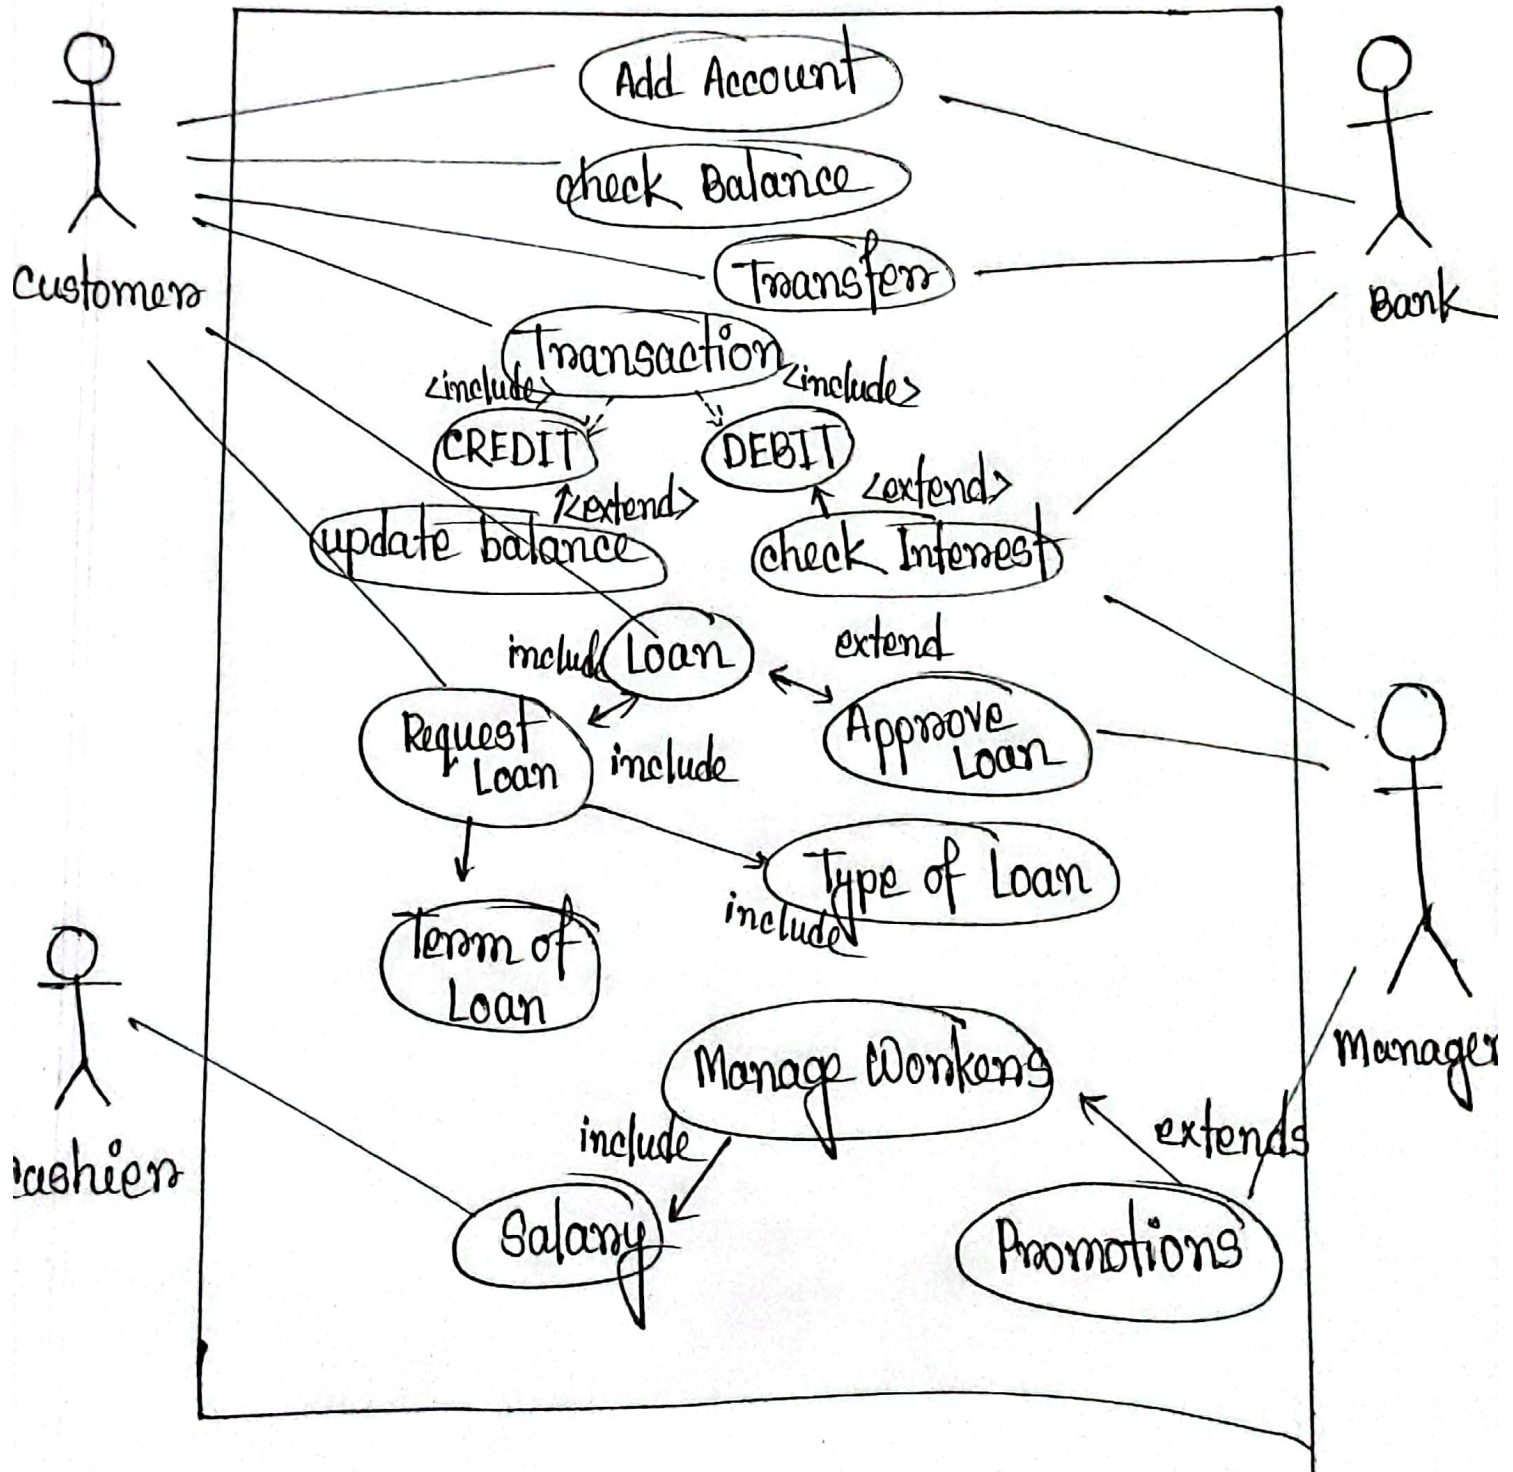 Add Account
check Balance
Transfer
customer
Bank
Transaction
<include>
<include>
CREDIT
DEBIT
<extend>
<extend>
update balance
check Interest
include
Loan
extend
Request
Loan
include
Approve
Loan
Type of Loan
include
Term of
Loan
Manage Workers
Manager
include
extends
cashier
Salary
Promotions